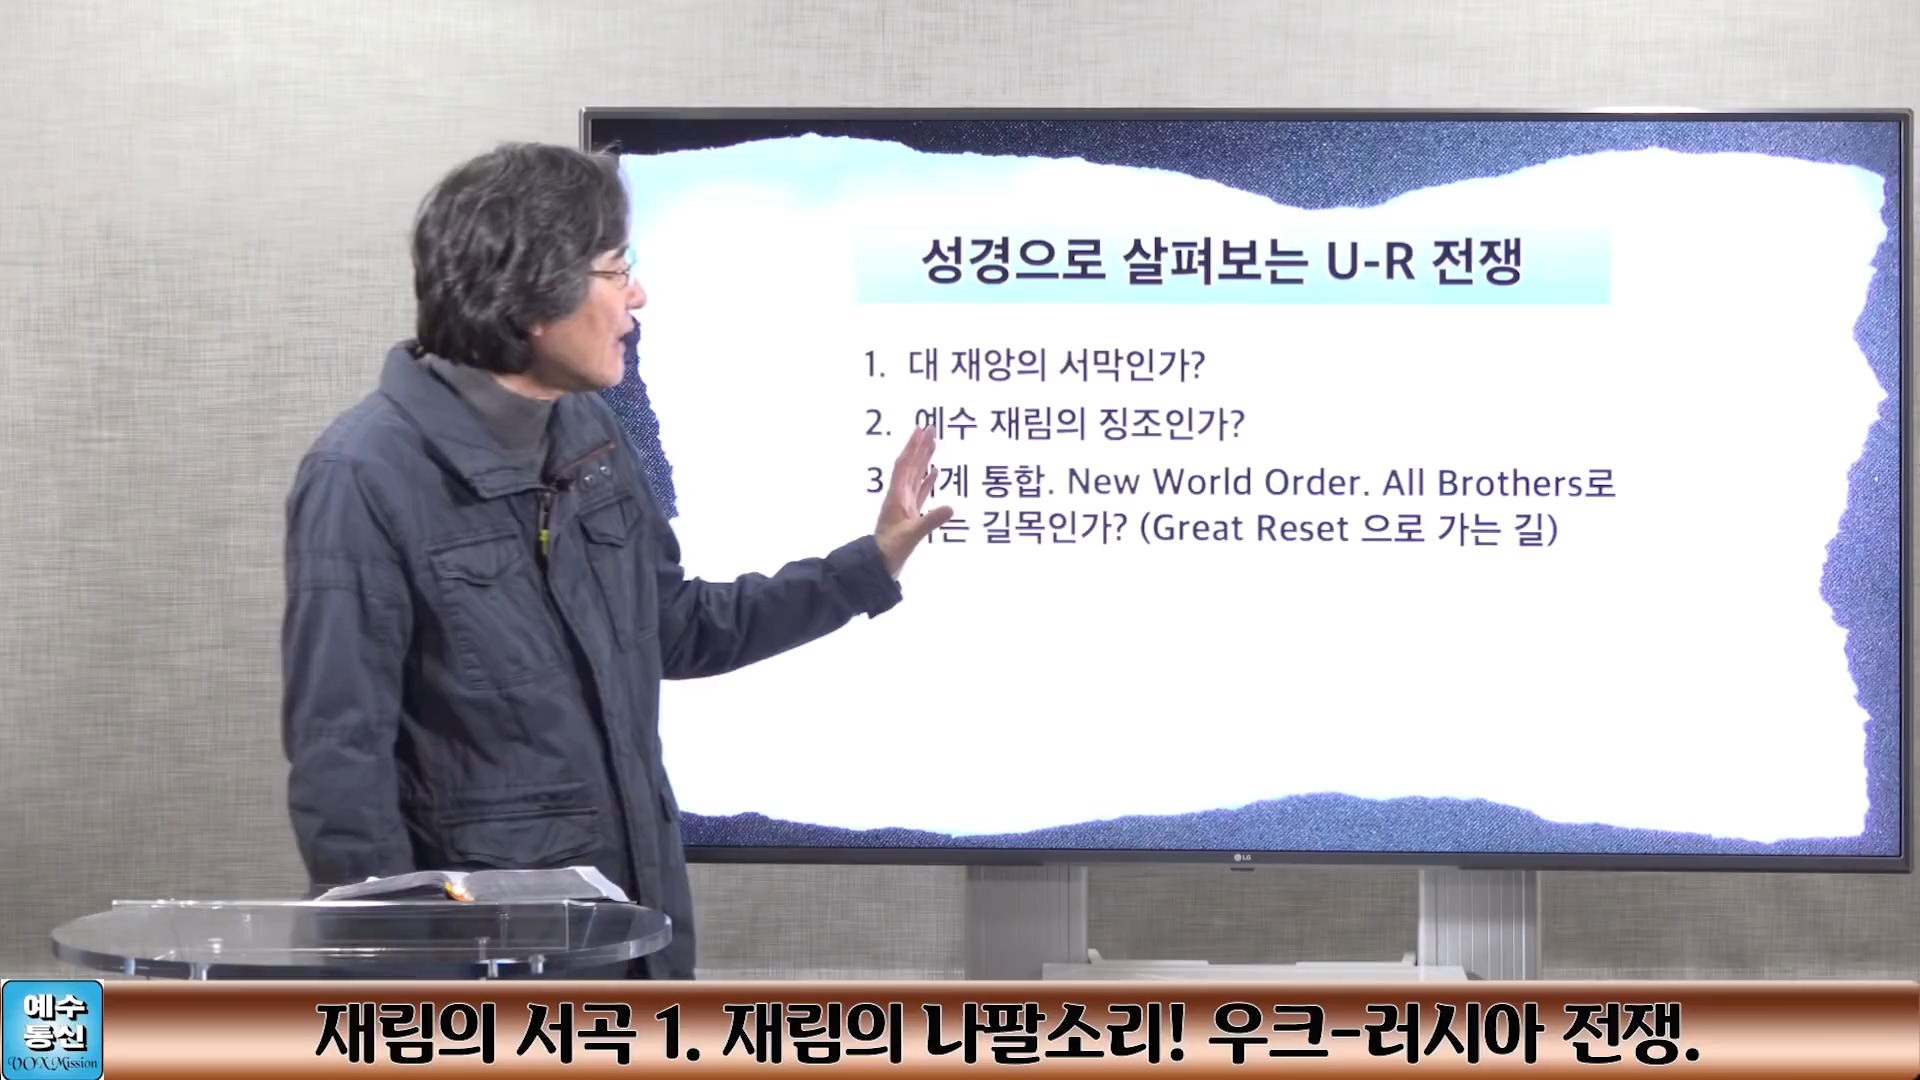 성경으로 살펴보는 U-R 전쟁
1. 대 재앙의 서막인가?
2. 예수 재림의 징조인가?
3 통합. New World Order. All Brothers로
길목인가? (Great Reset 으로 가는 길)
LG
예수
통신
VOX Mission
재림의 서곡 1. 재림의 나팔소리! 우크-러시아 전쟁.